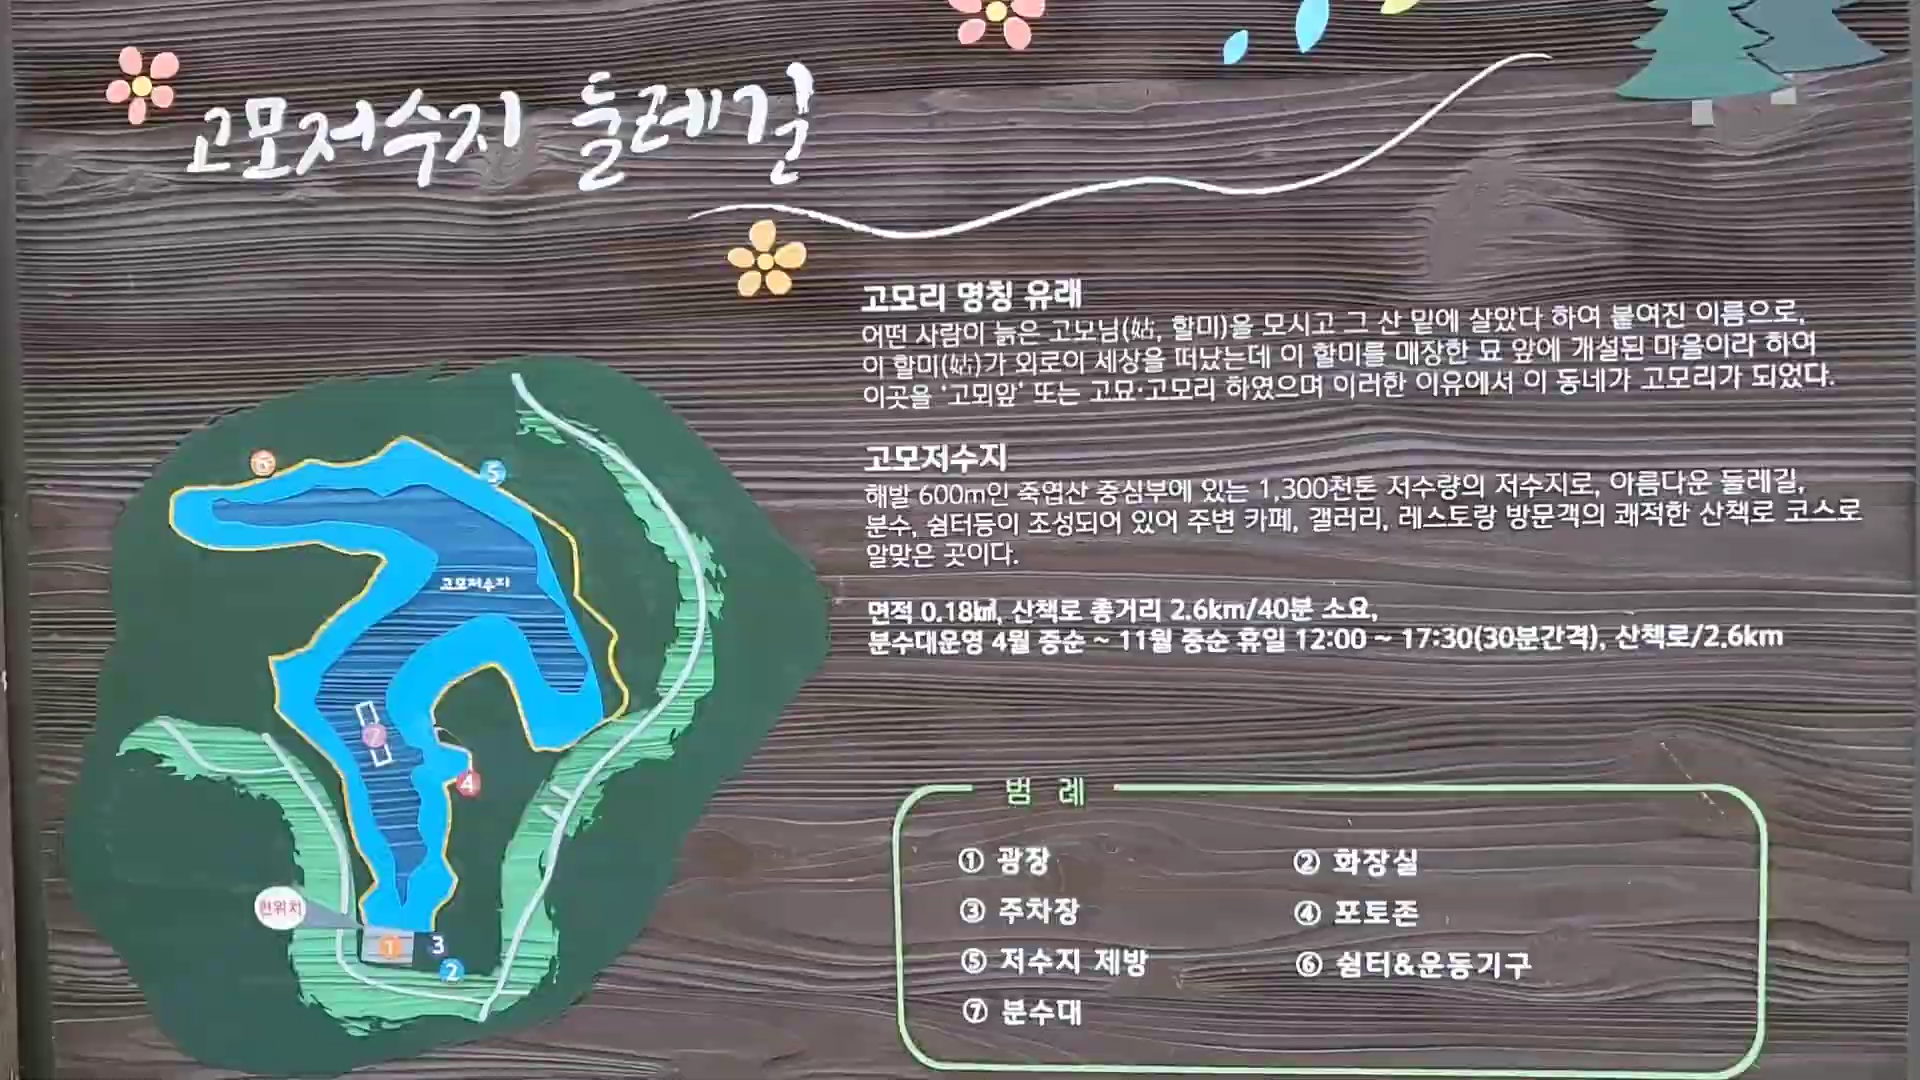 고모저수지 둘레길
고모리 명칭 유래
어떤 사람이 늙은 고모님(姑, 할미)을 모시고 그 산 밑에 살았다 하여 붙여진 이름으로,
이 할미(姑)가 외로이 세상을 떠났는데 이 할미를 매장한 묘 앞에 개설된 마을이라 하여
이곳을 '고뫼앞' 또는 고묘·고모리 하였으며 이러한 이유에서 이 동네가 고모리가 되었다.
고모저수지
해발 600m인 죽엽산 중심부에 있는 1,300천톤 저수량의 저수지로, 아름다운 둘레길,
분수, 쉼터등이 조성되어 있어 주변 카페, 갤러리, 레스토랑 방문객의 쾌적한 산책로 코스로
알맞은 곳이다.
면적 0.18㎢, 산책로 총거리 2.6km/40분 소요,
분수대운영 4월 중순 ~ 11월 중순 휴일 12:00 ~ 17:30(30분간격), 산책로/2.6km
6
5
고모저수지
7
4
현위치
1
3
2
범 례
① 광장
② 화장실
③ 주차장
④ 포토존
⑤ 저수지 제방
⑥ 쉼터&운동기구
⑦ 분수대